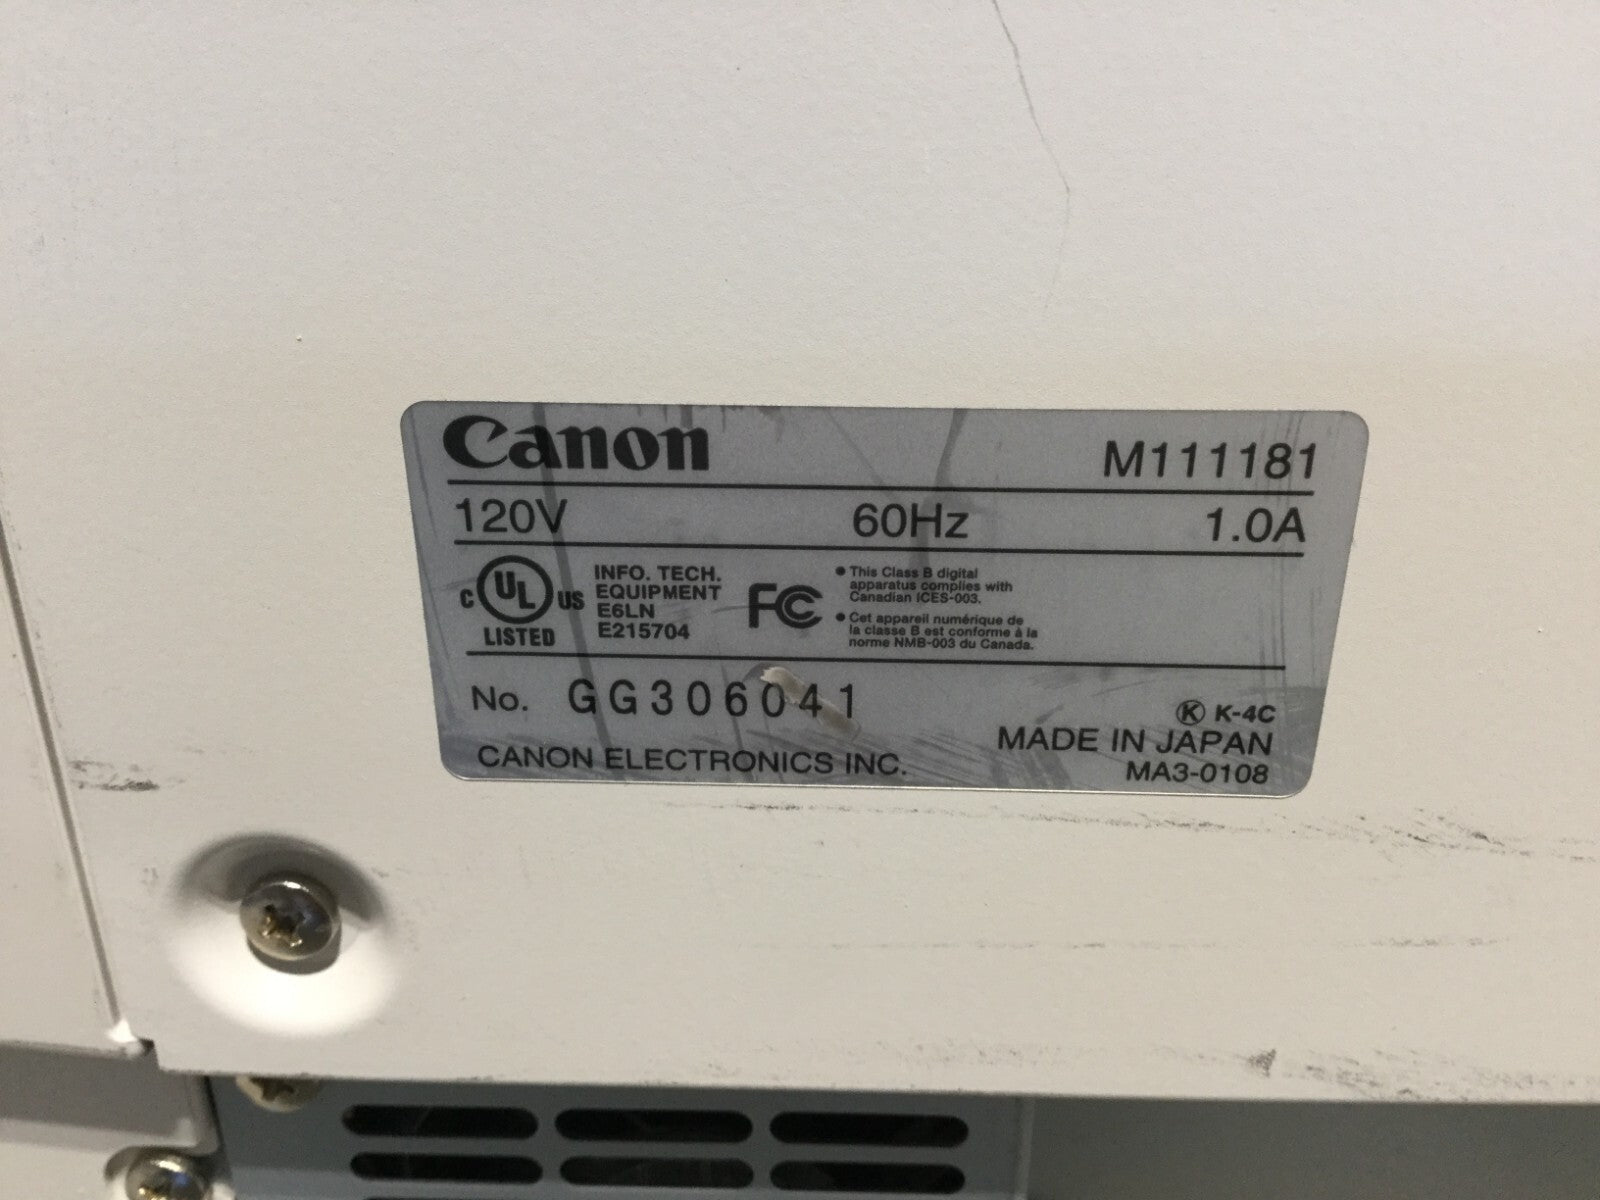 Canon M111181
120V 60Hz 1.0A
C UL US LISTED
INFO. TECH.
EQUIPMENT
E6LN
E215704
FC
● This Class B digital
apparatus complies with
Canadian ICES-003.
● Cet appareil numérique de
la classe B est conforme à la
norme NMB-003 du Canada.
No. GG306041
CANON ELECTRONICS INC.
Ⓚ K-4C
MADE IN JAPAN
MA3-0108